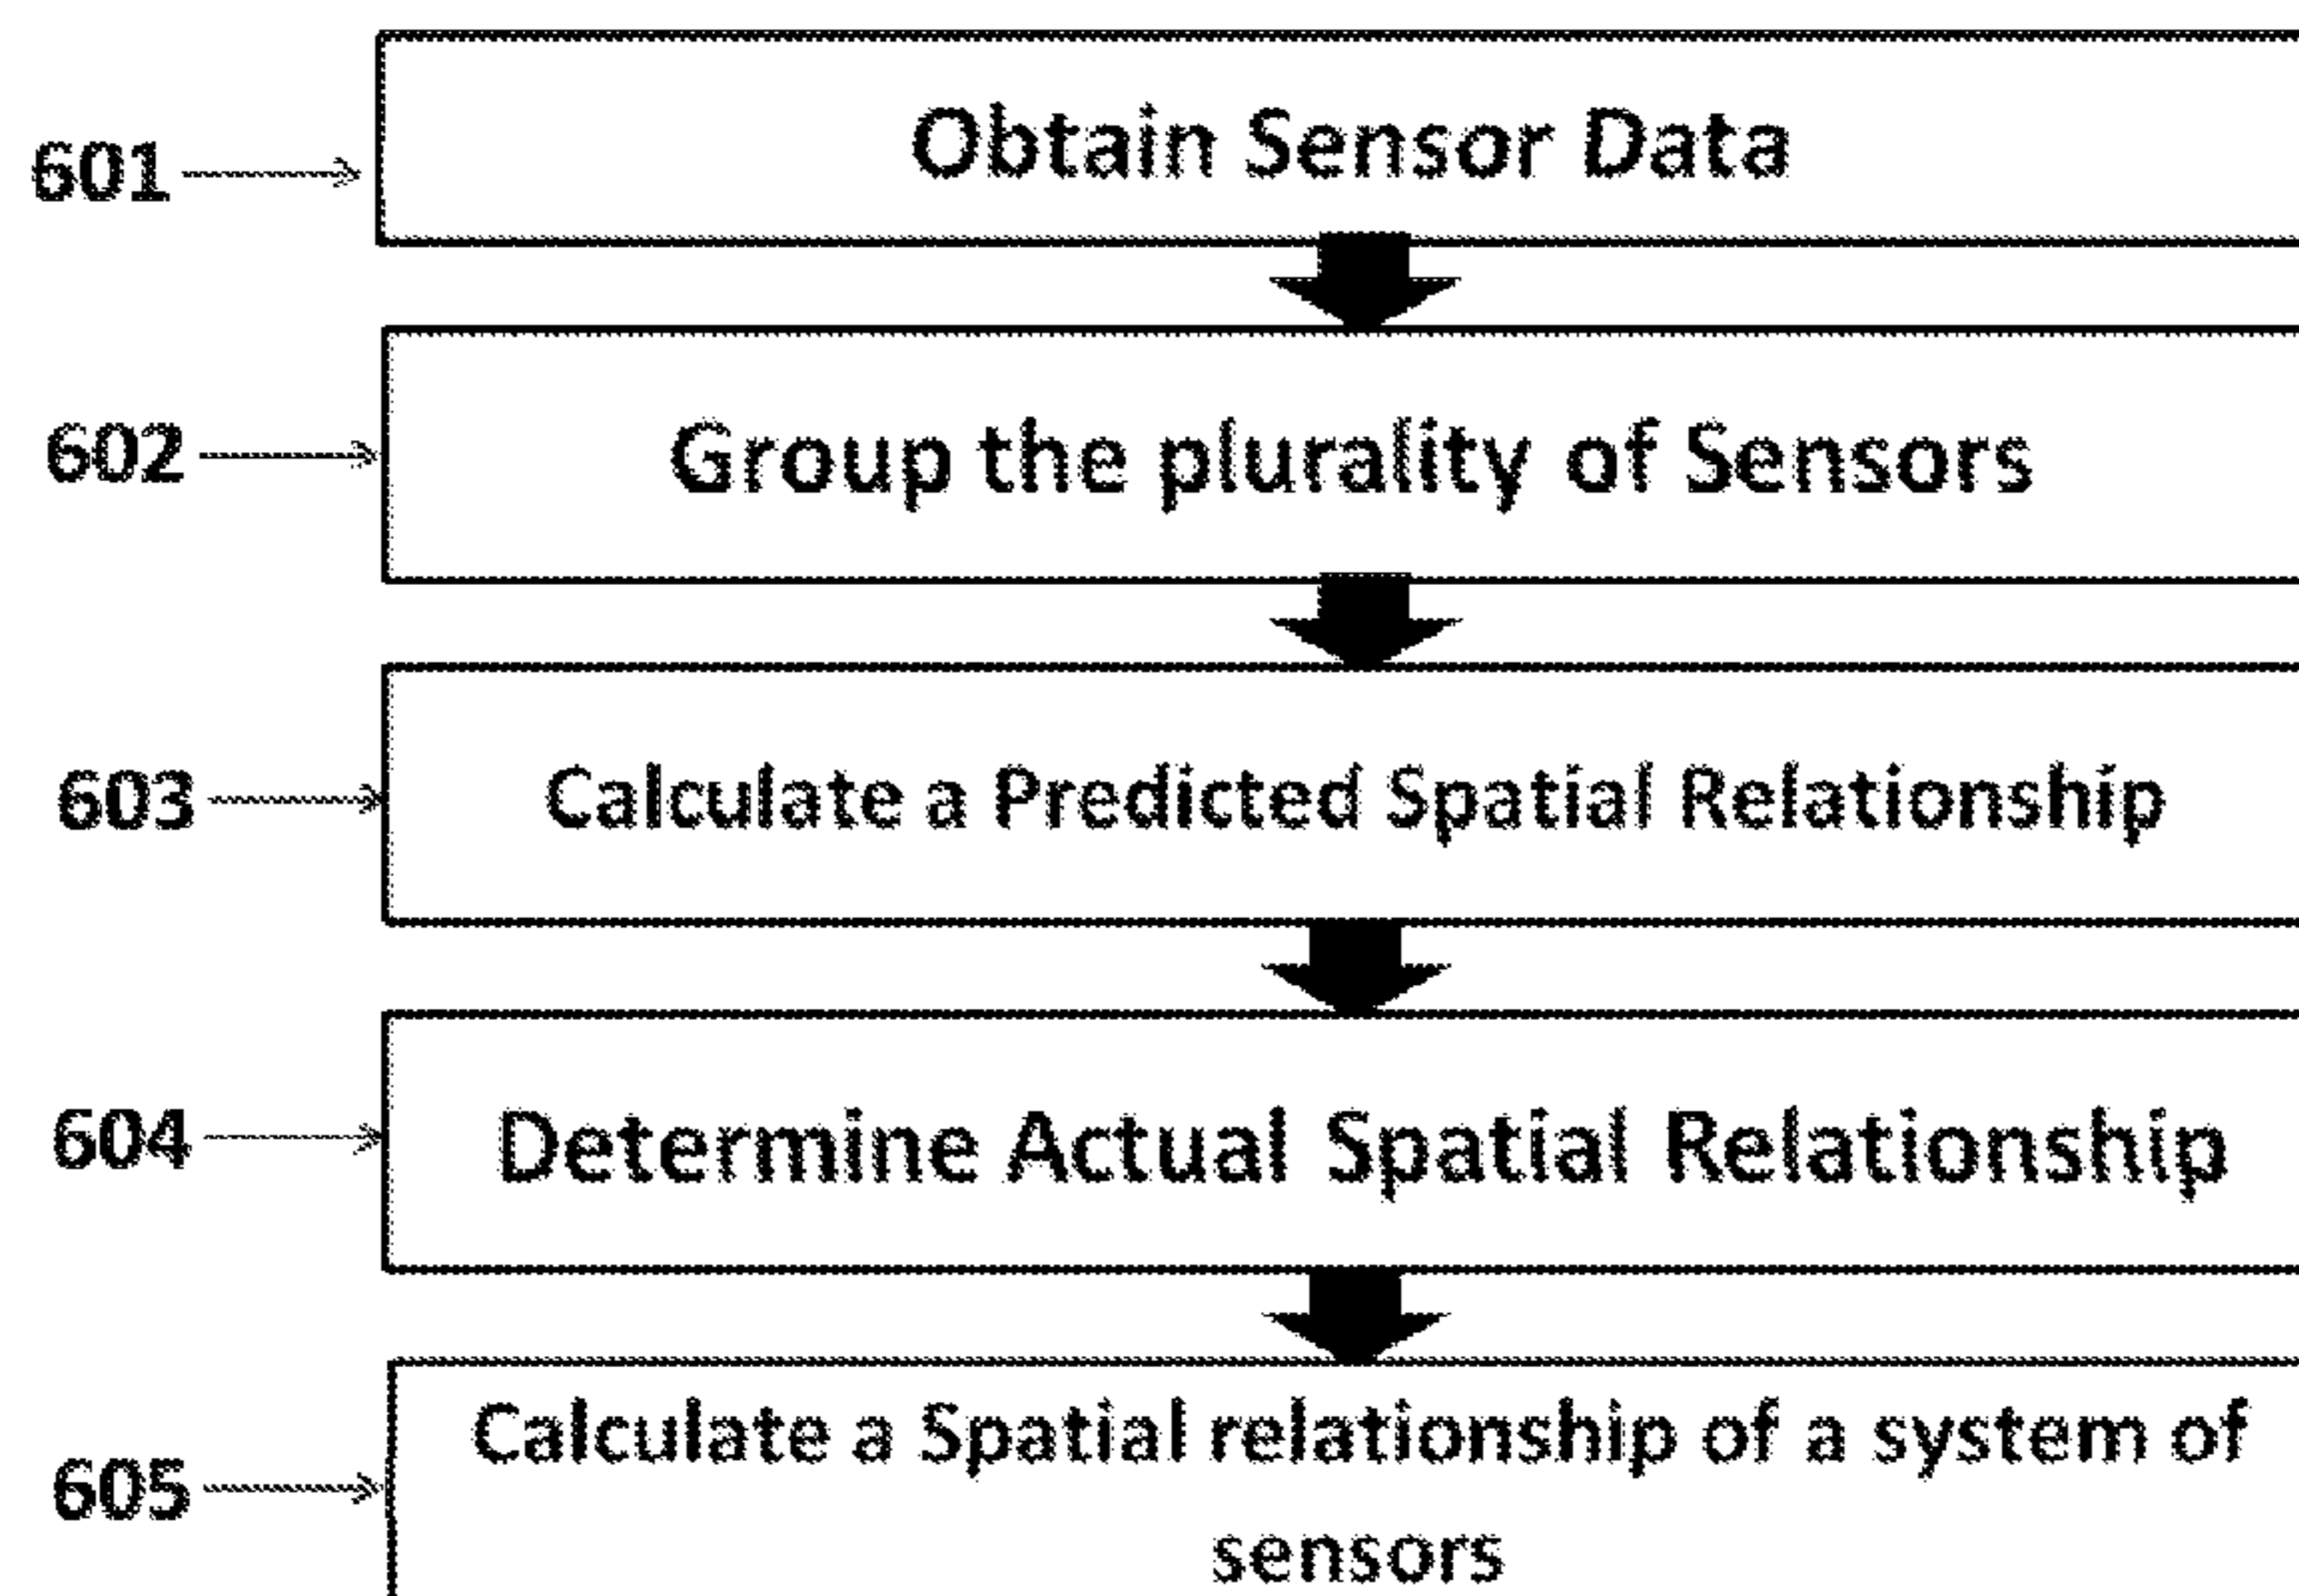 601 Obtain Sensor Data
602 Group the plurality of Sensors
603 Calculate a Predicted Spatial Relationship
604 Determine Actual Spatial Relationship
605 Calculate a Spatial relationship of a system of
sensors